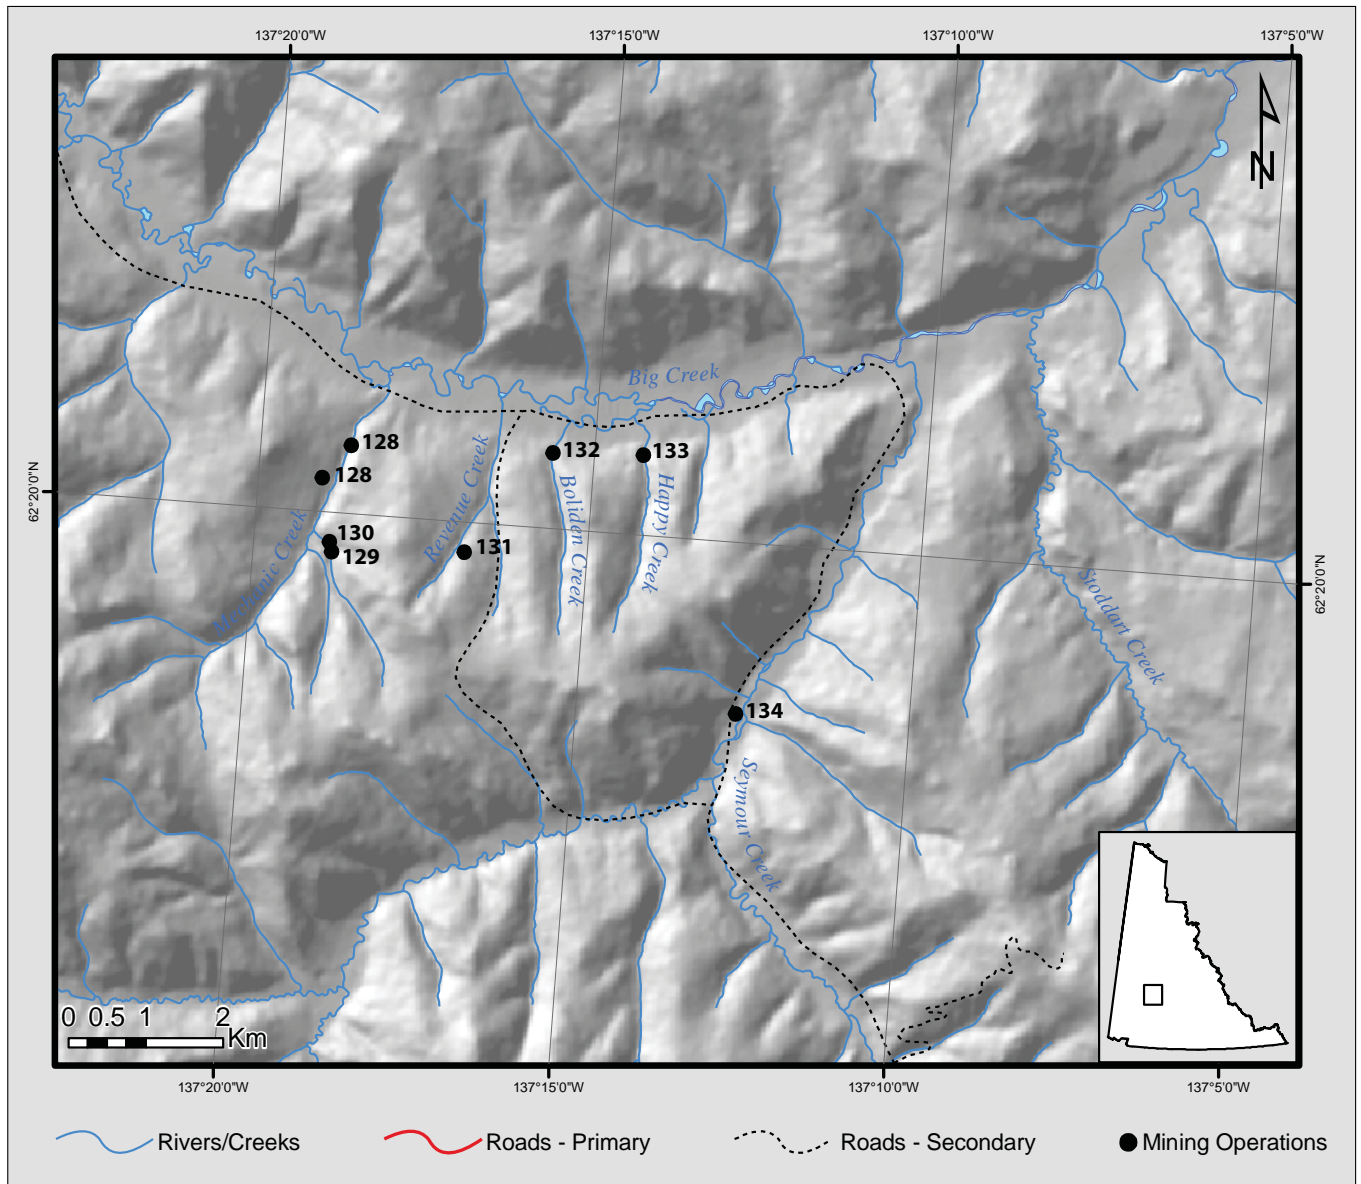 137°20'0"W 137°15'0"W 137°10'0"W 137°5'0"W
N
Big Creek
128
132
133
128
62°20'0"N
Revenue Creek
Boliden Creek
Happy Creek
130
129
131
Mechanic Creek
62°20'0"N
Stoddart Creek
134
Seymour Creek
0 0.5 1 2
Km
137°20'0"W 137°15'0"W 137°10'0"W 137°5'0"W
Rivers/Creeks Roads - Primary Roads - Secondary Mining Operations